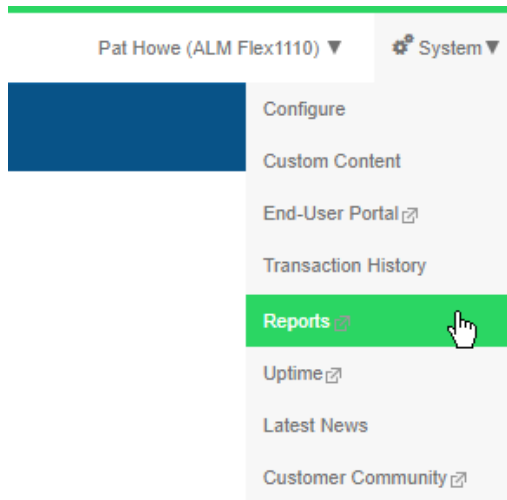 Pat Howe (ALM Flex1110) ▼ System ▼
Configure
Custom Content
End-User Portal
Transaction History
Reports
Uptime
Latest News
Customer Community